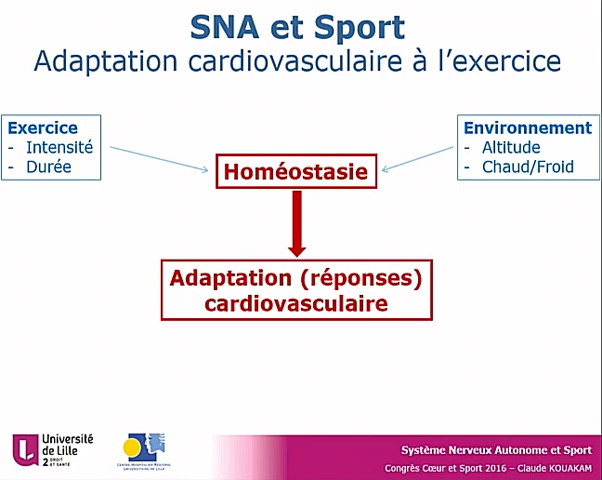 SNA et Sport
Adaptation cardiovasculaire à l'exercice
Exercice
- Intensité
- Durée
Environnement
- Altitude
- Chaud/Froid
Homéostasie
Adaptation (réponses)
cardiovasculaire
Université
de Lille
2 DROIT
ET SANTÉ
CENTRE HOSPITALIER REGIONAL
UNIVERSITAIRE DE LILLE
Système Nerveux Autonome et Sport
Congrès Cœur et Sport 2016 – Claude KOUAKAM